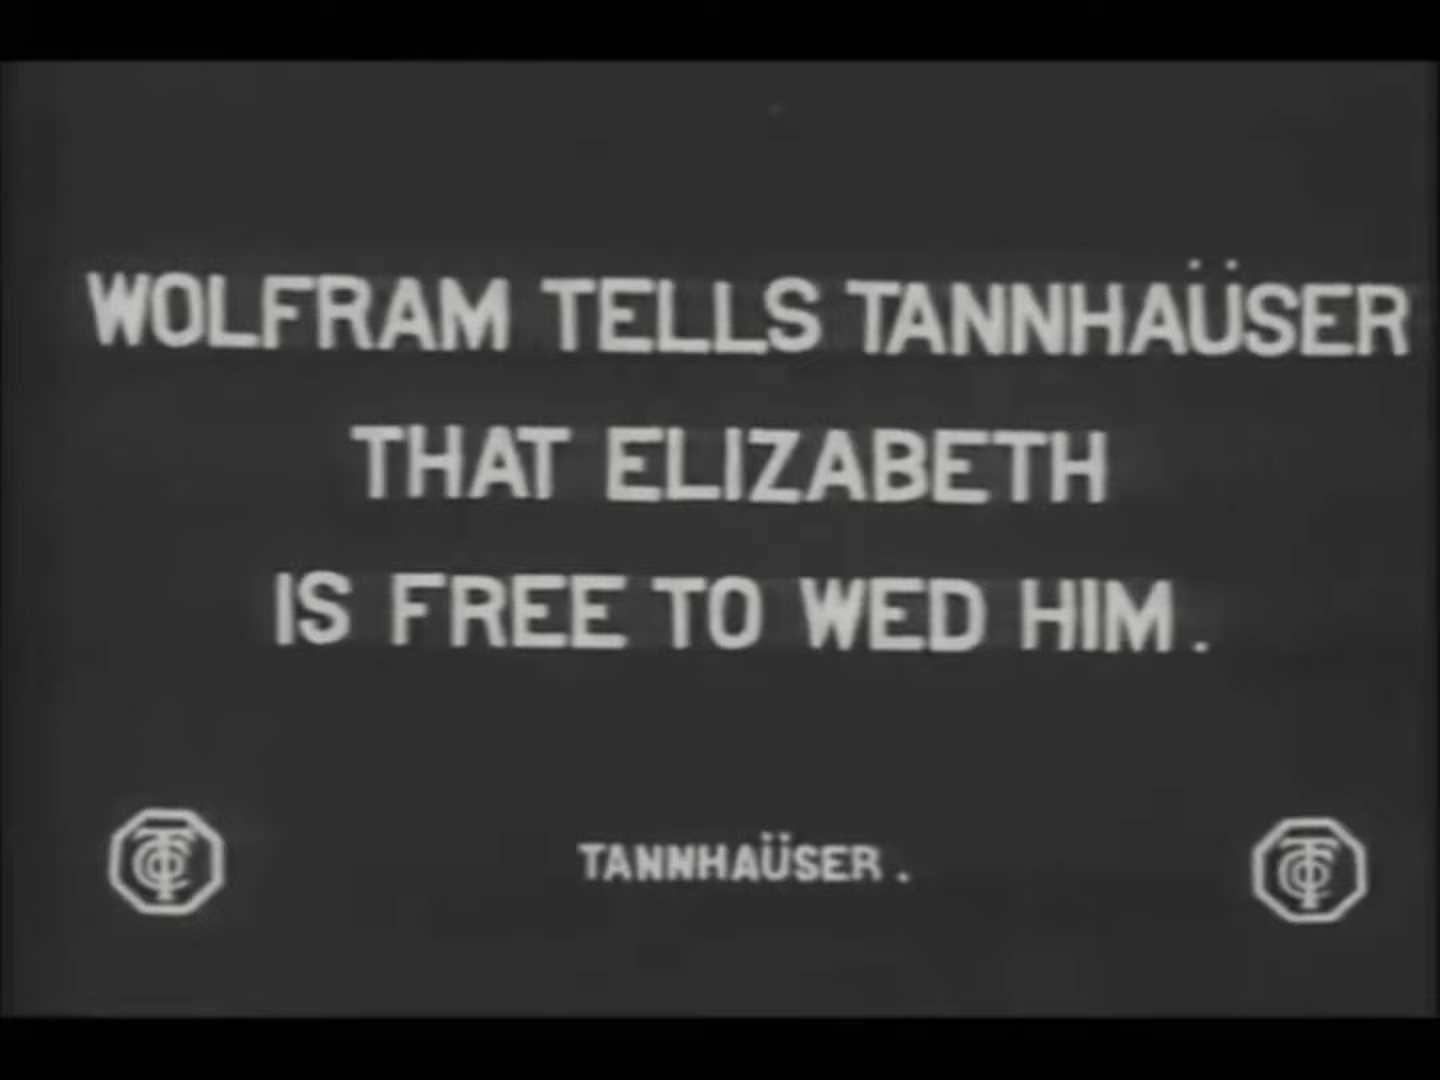 WOLFRAM TELLS TANNHAÜSER
THAT ELIZABETH
IS FREE TO WED HIM.
TANNHAÜSER.